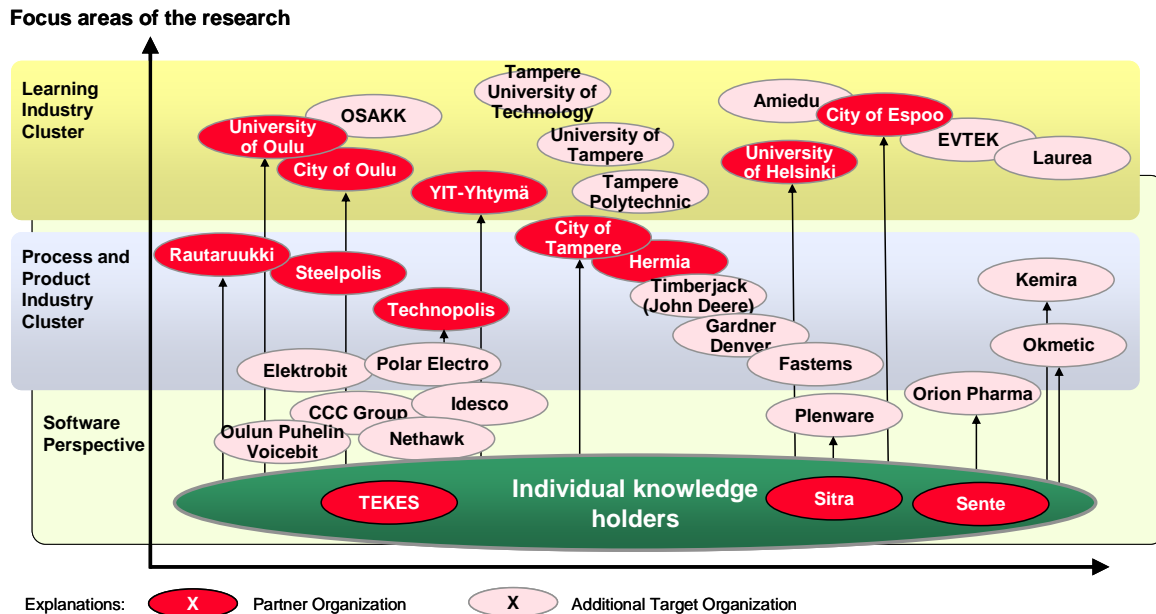 Focus areas of the research
Learning
Industry
Cluster
Tampere
University of
Technology
OSAKK
Amiedu
City of Espoo
University
of Oulu
University of
Tampere
EVTEK
Laurea
City of Oulu
University
of Helsinki
YIT-Yhtymä
Tampere
Polytechnic
Process and
Product
Industry
Cluster
Rautaruukki
Steelpolis
City of
Tampere
Hermia
Timberjack
(John Deere)
Kemira
Technopolis
Gardner
Denver
Okmetic
Elektrobit
Polar Electro
Fastems
Software
Perspective
CCC Group
Idesco
Orion Pharma
Plenware
Oulun Puhelin
Voicebit
Nethawk
TEKES
Individual knowledge
holders
Sitra
Sente
Explanations:
X
Partner Organization
X
Additional Target Organization